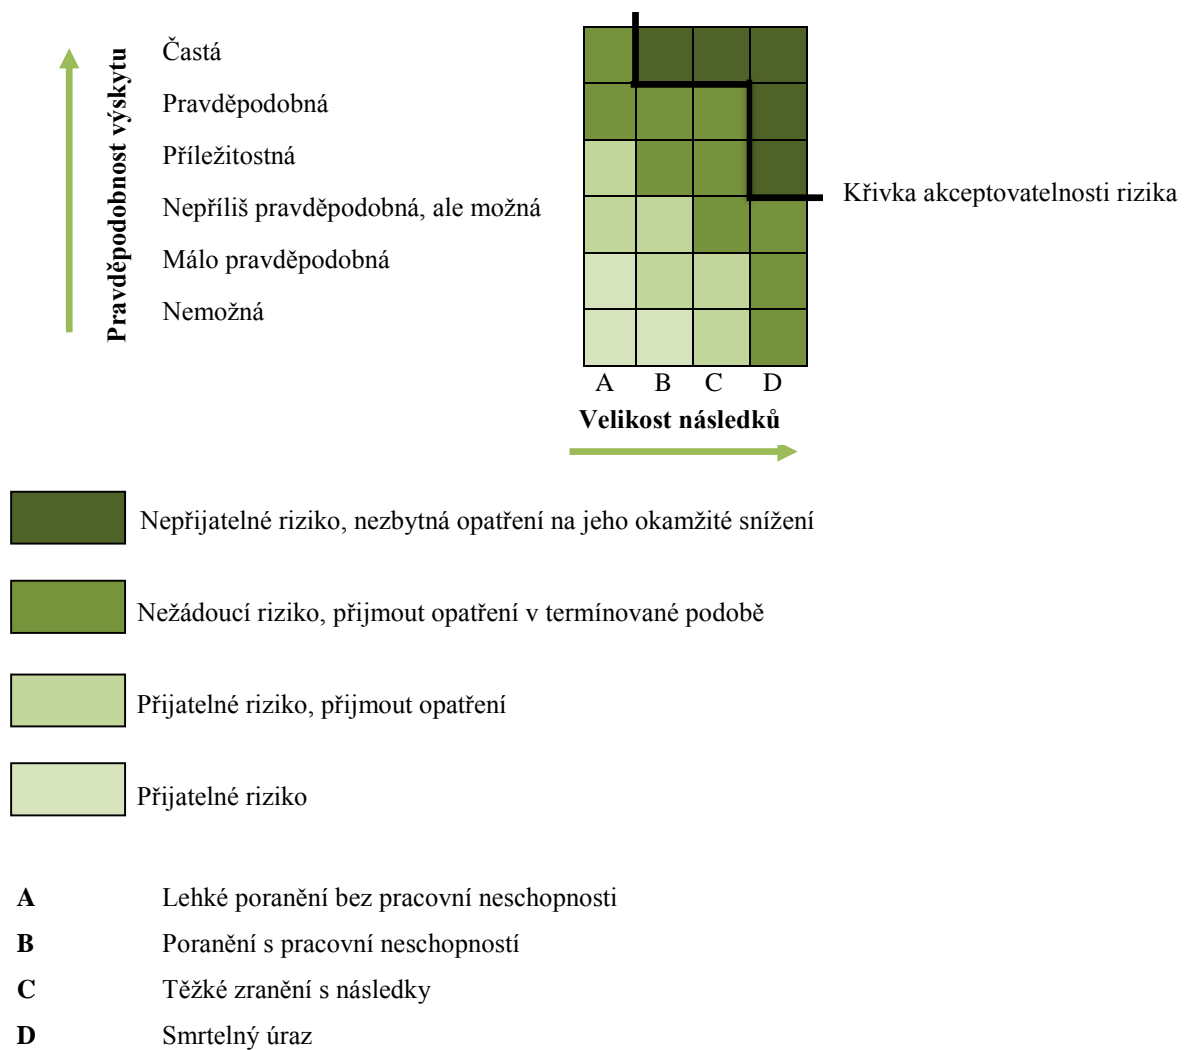 Pravděpodobnost výskytu
Častá
Pravděpodobná
Příležitostná
Nepříliš pravděpodobná, ale možná
Málo pravděpodobná
Nemožná
Křivka akceptovatelnosti rizika
A B C D
Velikost následků
Nepřijatelné riziko, nezbytná opatření na jeho okamžité snížení
Nežádoucí riziko, přijmout opatření v termínované podobě
Přijatelné riziko, přijmout opatření
Přijatelné riziko
A Lehké poranění bez pracovní neschopnosti
B Poranění s pracovní neschopností
C Těžké zranění s následky
D Smrtelný úraz